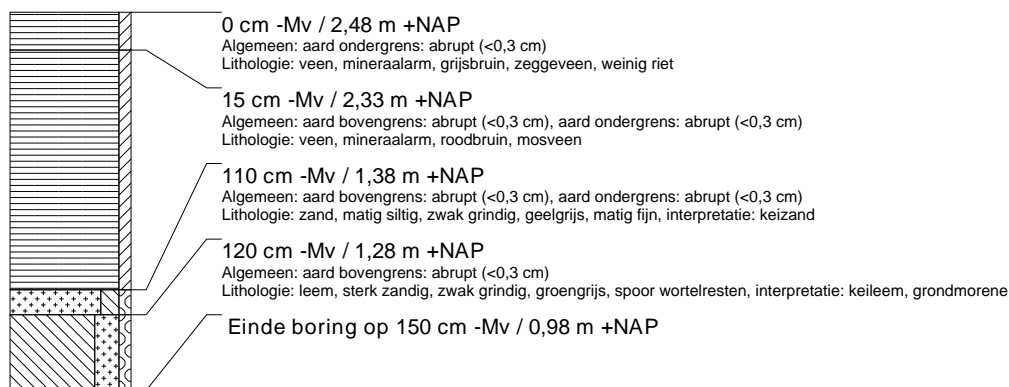 0 cm -Mv / 2,48 m +NAP
Algemeen: aard ondergrens: abrupt (<0,3 cm)
Lithologie: veen, mineraalarm, grijsbruin, zeggeveen, weinig riet
15 cm -Mv / 2,33 m +NAP
Algemeen: aard bovengrens: abrupt (<0,3 cm), aard ondergrens: abrupt (<0,3 cm)
Lithologie: veen, mineraalarm, roodbruin, mosveen
110 cm -Mv / 1,38 m +NAP
Algemeen: aard bovengrens: abrupt (<0,3 cm), aard ondergrens: abrupt (<0,3 cm)
Lithologie: zand, matig siltig, zwak grindig, geelgrijs, matig fijn, interpretatie: keizand
120 cm -Mv / 1,28 m +NAP
Algemeen: aard bovengrens: abrupt (<0,3 cm)
Lithologie: leem, sterk zandig, zwak grindig, groengrijs, spoor wortelresten, interpretatie: keileem, grondmorene
Einde boring op 150 cm -Mv / 0,98 m +NAP